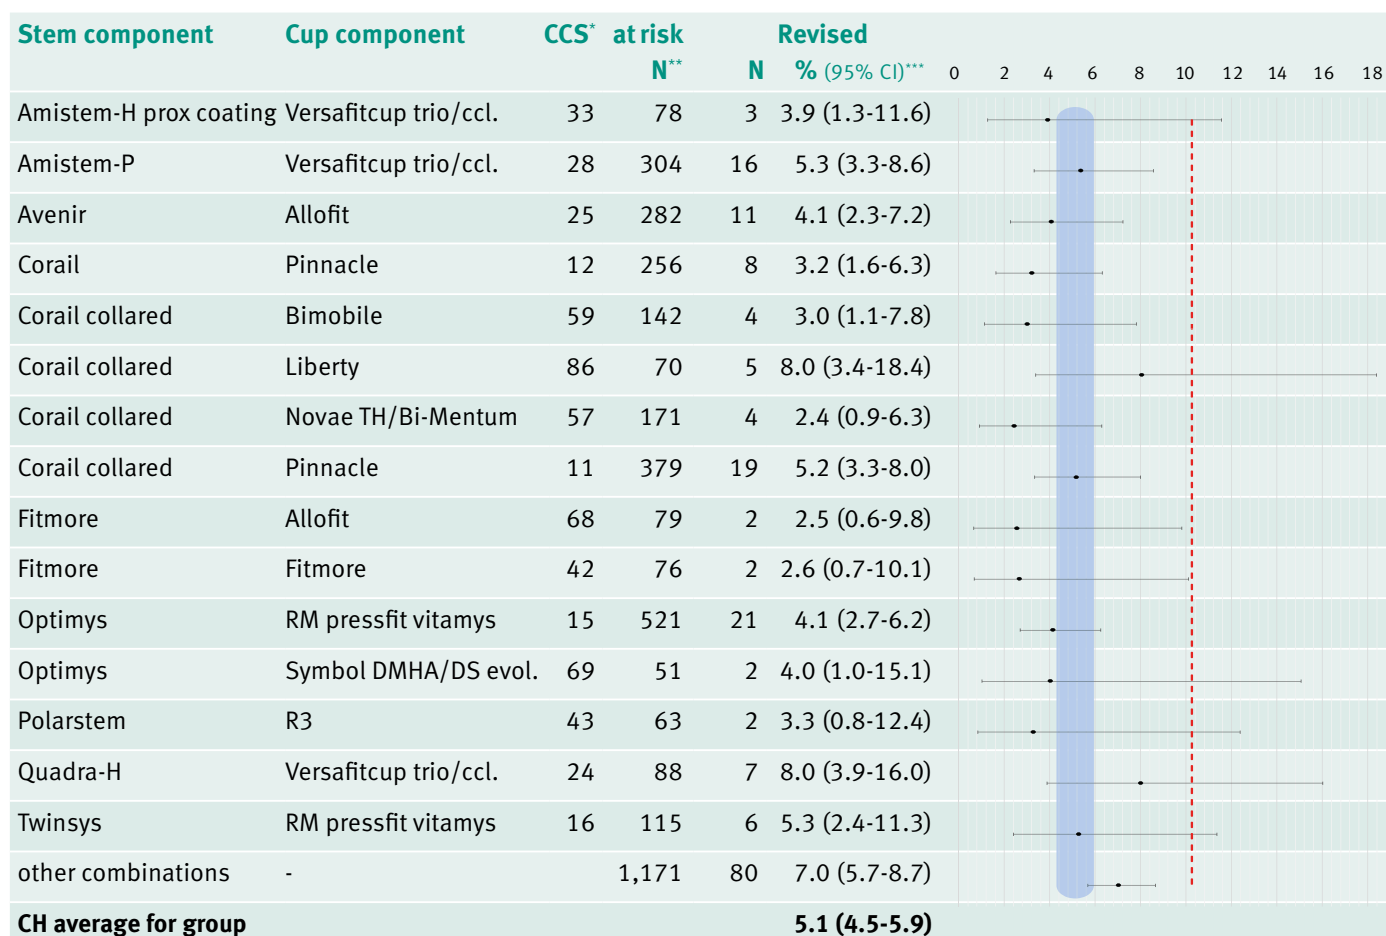 Stem component Cup component CCS* at risk Revised
N** N % (95% CI)*** 0 2 4 6 8 10 12 14 16 18
Amistem-H prox coating Versafitcup trio/ccl. 33 78 3 3.9 (1.3-11.6)
Amistem-P Versafitcup trio/ccl. 28 304 16 5.3 (3.3-8.6)
Avenir Allofit 25 282 11 4.1 (2.3-7.2)
Corail Pinnacle 12 256 8 3.2 (1.6-6.3)
Corail collared Bimobile 59 142 4 3.0 (1.1-7.8)
Corail collared Liberty 86 70 5 8.0 (3.4-18.4)
Corail collared Novae TH/Bi-Mentum 57 171 4 2.4 (0.9-6.3)
Corail collared Pinnacle 11 379 19 5.2 (3.3-8.0)
Fitmore Allofit 68 79 2 2.5 (0.6-9.8)
Fitmore Fitmore 42 76 2 2.6 (0.7-10.1)
Optimys RM pressfit vitamys 15 521 21 4.1 (2.7-6.2)
Optimys Symbol DMHA/DS evol. 69 51 2 4.0 (1.0-15.1)
Polarstem R3 43 63 2 3.3 (0.8-12.4)
Quadra-H Versafitcup trio/ccl. 24 88 7 8.0 (3.9-16.0)
Twinsys RM pressfit vitamys 16 115 6 5.3 (2.4-11.3)
other combinations - 1,171 80 7.0 (5.7-8.7)
CH average for group 5.1 (4.5-5.9)